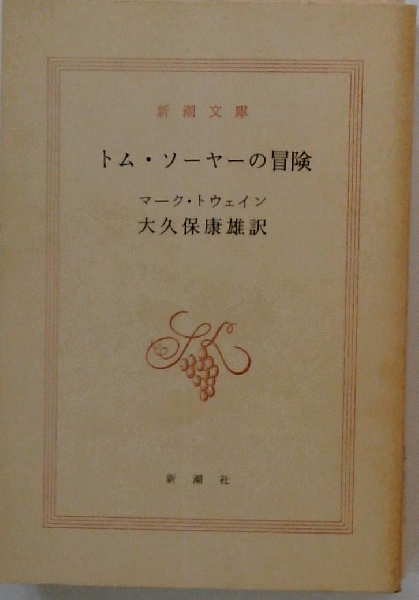 新潮文庫
トム・ソーヤーの冒険
マーク・トウェイン
大久保康雄訳
新潮社